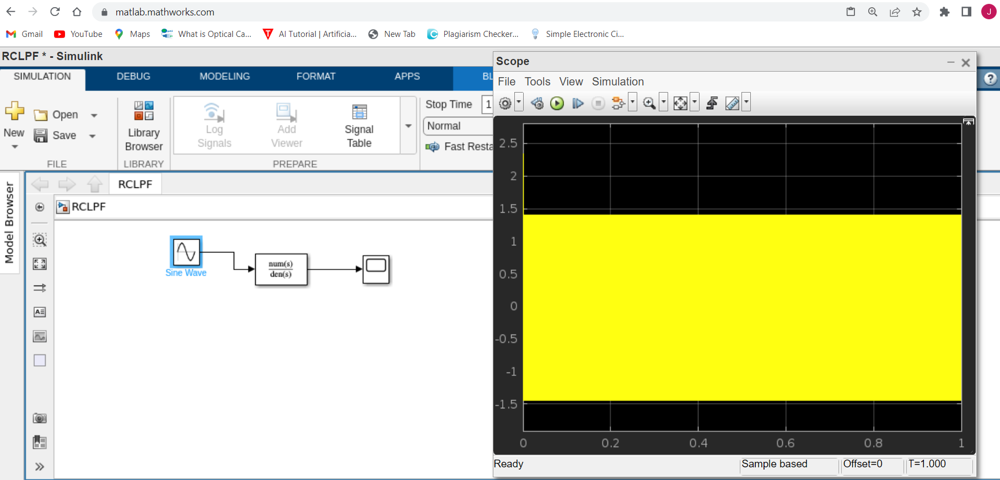 matlab.mathworks.com
J
Gmail YouTube Maps What is Optical Ca... AI Tutorial | Artificia... New Tab Plagiarism Checker... Simple Electronic Ci...
RCLPF * - Simulink
SIMULATION DEBUG MODELING FORMAT APPS BL
New
Open
Save
FILE
Library
Browser
LIBRARY
Log
Signals
Add
Viewer
Signal
Table
PREPARE
Stop Time 1
Normal
Fast Resta
Model Browser
RCLPF
RCLPF
Sine Wave
num(s)
den(s)
Scope
File Tools View Simulation
2.5
2
1.5
1
0.5
0
-0.5
-1
-1.5
0 0.2 0.4 0.6 0.8 1
Ready Sample based Offset=0 T=1.000